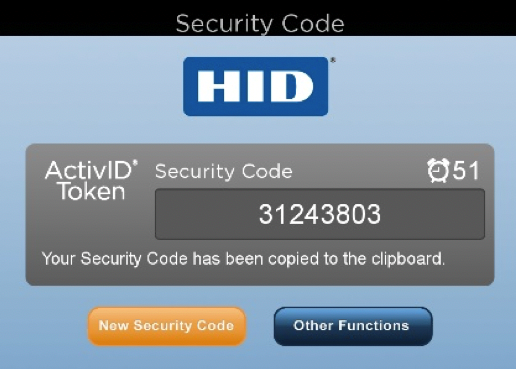 Security Code
HID®
ActivID® Token
Security Code
51
31243803
Your Security Code has been copied to the clipboard.
New Security Code
Other Functions